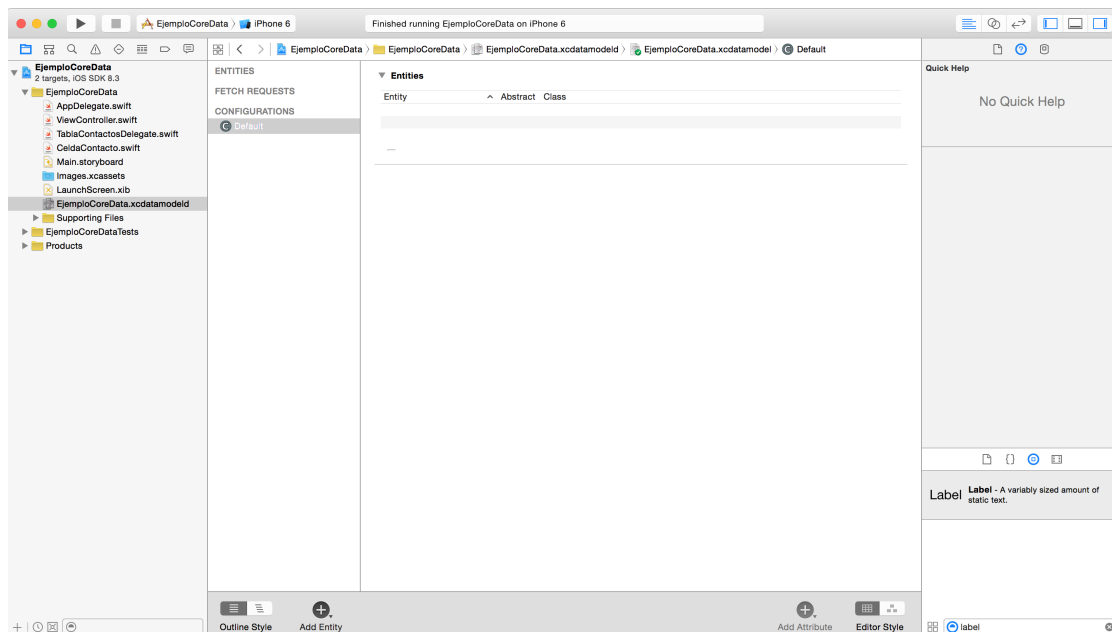 EjemploCoreData 〉 iPhone 6
Finished running EjemploCoreData on iPhone 6
EjemploCoreData 〉 EjemploCoreData 〉 EjemploCoreData.xcdatamodeld 〉 EjemploCoreData.xcdatamodel 〉 C Default
EjemploCoreData
2 targets, iOS SDK 8.3
EjemploCoreData
AppDelegate.swift
ViewController.swift
TablaContactosDelegate.swift
CeldaContacto.swift
Main.storyboard
Images.xcassets
LaunchScreen.xib
EjemploCoreData.xcdatamodeld
Supporting Files
EjemploCoreDataTests
Products
ENTITIES
FETCH REQUESTS
CONFIGURATIONS
C Default
Entities
Entity Abstract Class
Quick Help
No Quick Help
Label Label - A variably sized amount of
static text.
Outline Style Add Entity Add Attribute Editor Style
label